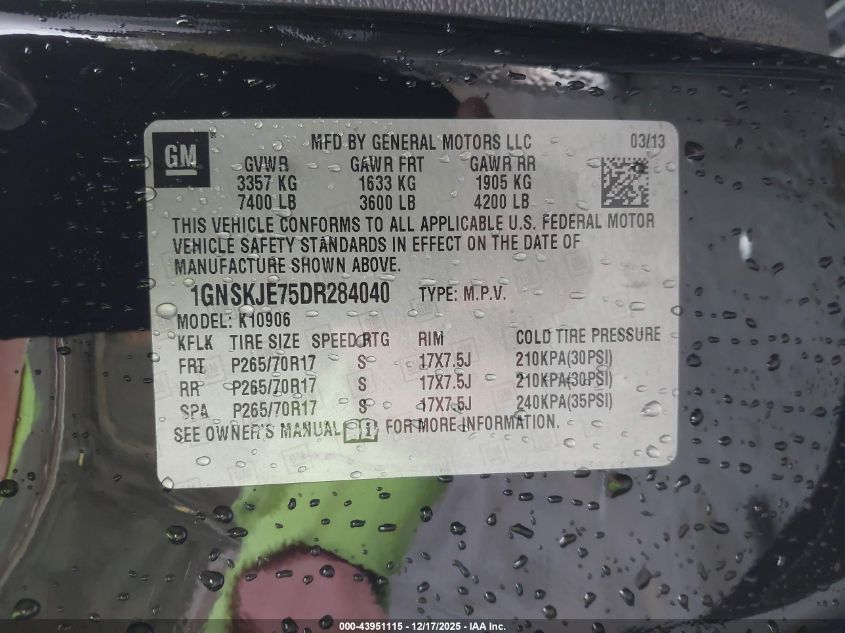 GM
MFD BY GENERAL MOTORS LLC 03/13
GVWR GAWR FRT GAWR RR
3357 KG 1633 KG 1905 KG
7400 LB 3600 LB 4200 LB
THIS VEHICLE CONFORMS TO ALL APPLICABLE U.S. FEDERAL MOTOR
VEHICLE SAFETY STANDARDS IN EFFECT ON THE DATE OF
MANUFACTURE SHOWN ABOVE.
1GNSKJE75DR284040 TYPE: M.P.V.
MODEL: K10906
KFLK TIRE SIZE SPEED RTG RIM COLD TIRE PRESSURE
FRT P265/70R17 S 17X7.5J 210KPA(30PSI)
RR P265/70R17 S 17X7.5J 210KPA(30PSI)
SPA P265/70R17 S 17X7.5J 240KPA(35PSI)
SEE OWNER'S MANUAL FOR MORE INFORMATION.
000-43951115 - 12/17/2025 - IAA Inc.